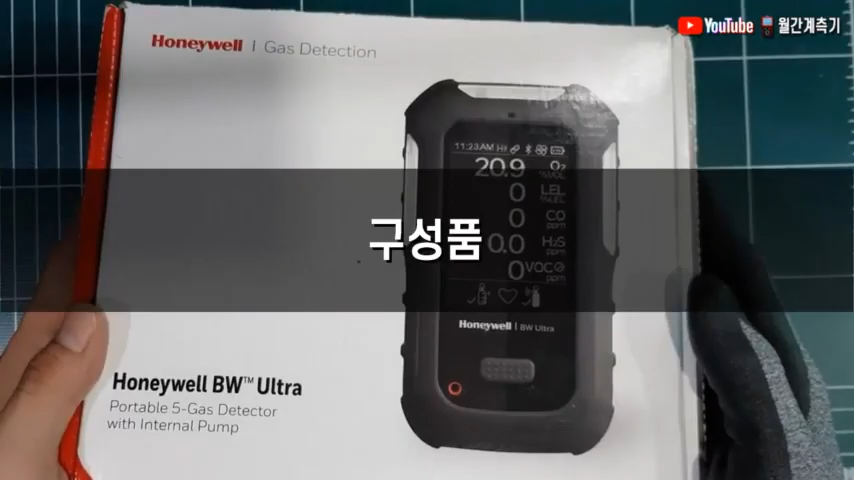 YouTube 월간계측기
Honeywell | Gas Detection
11:23AM
20.9 O₂ %VOL
0 LEL %LEL
0 CO ppm
0.0 H₂S ppm
0 VOC ppm
구성품
Honeywell | BW Ultra
Honeywell BW™ Ultra
Portable 5-Gas Detector
with Internal Pump